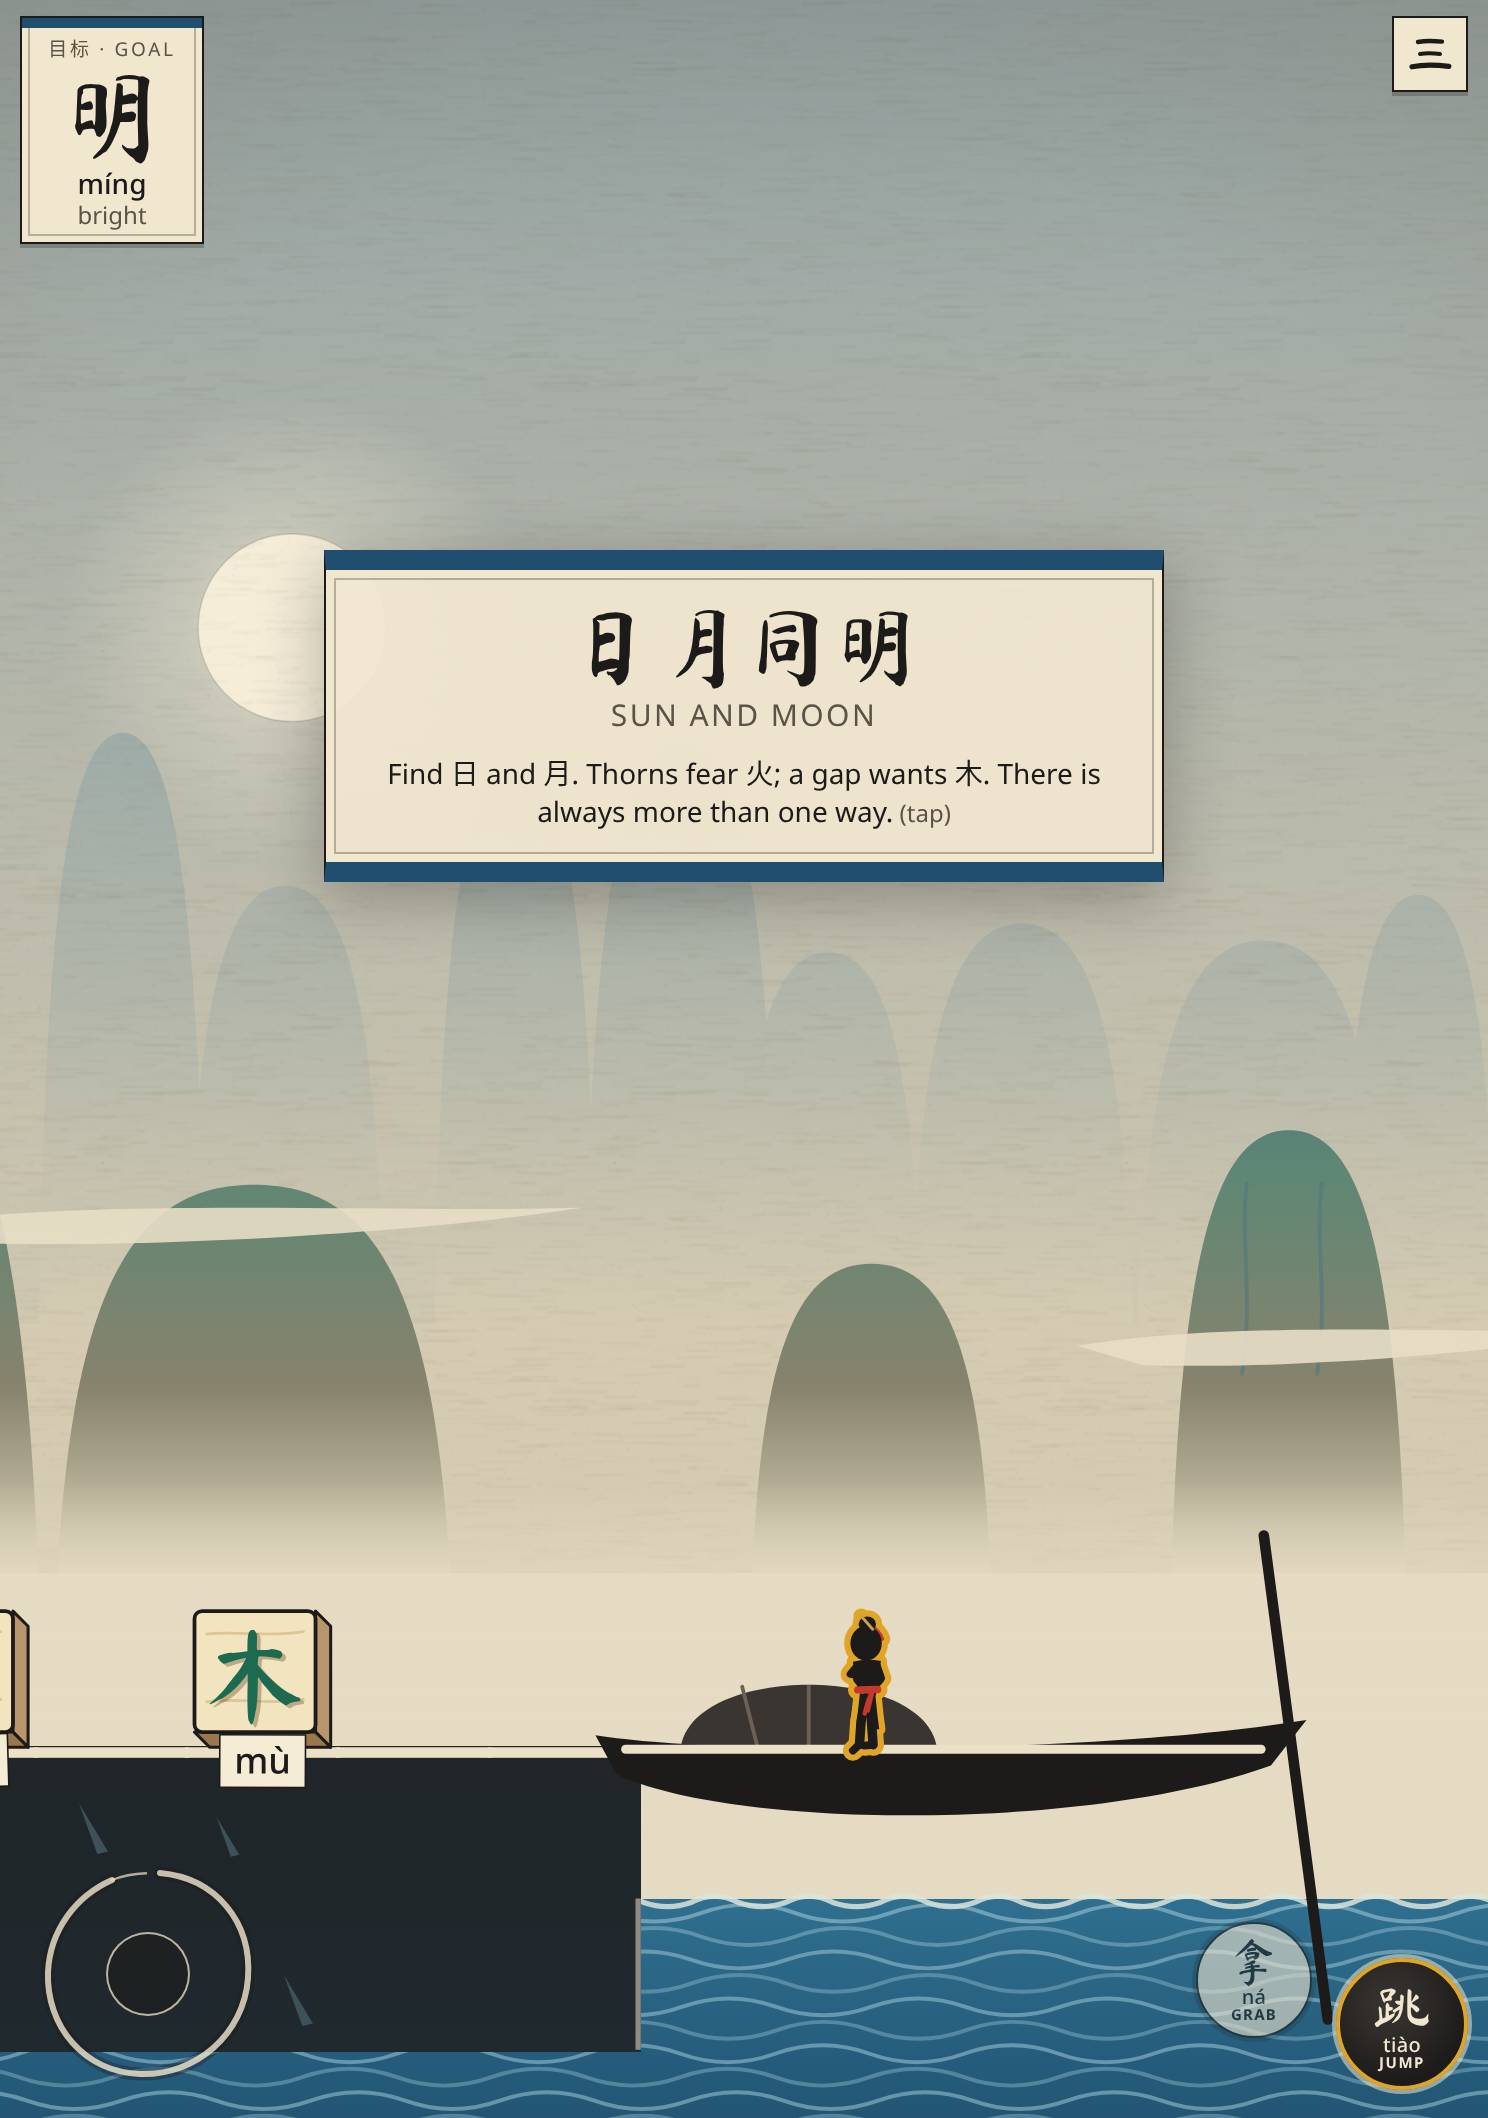 目标 · GOAL
明
míng
bright
三
日月同明
SUN AND MOON
Find 日 and 月. Thorns fear 火; a gap wants 木. There is
always more than one way. (tap)
木
mù
拿
ná
GRAB
跳
tiào
JUMP